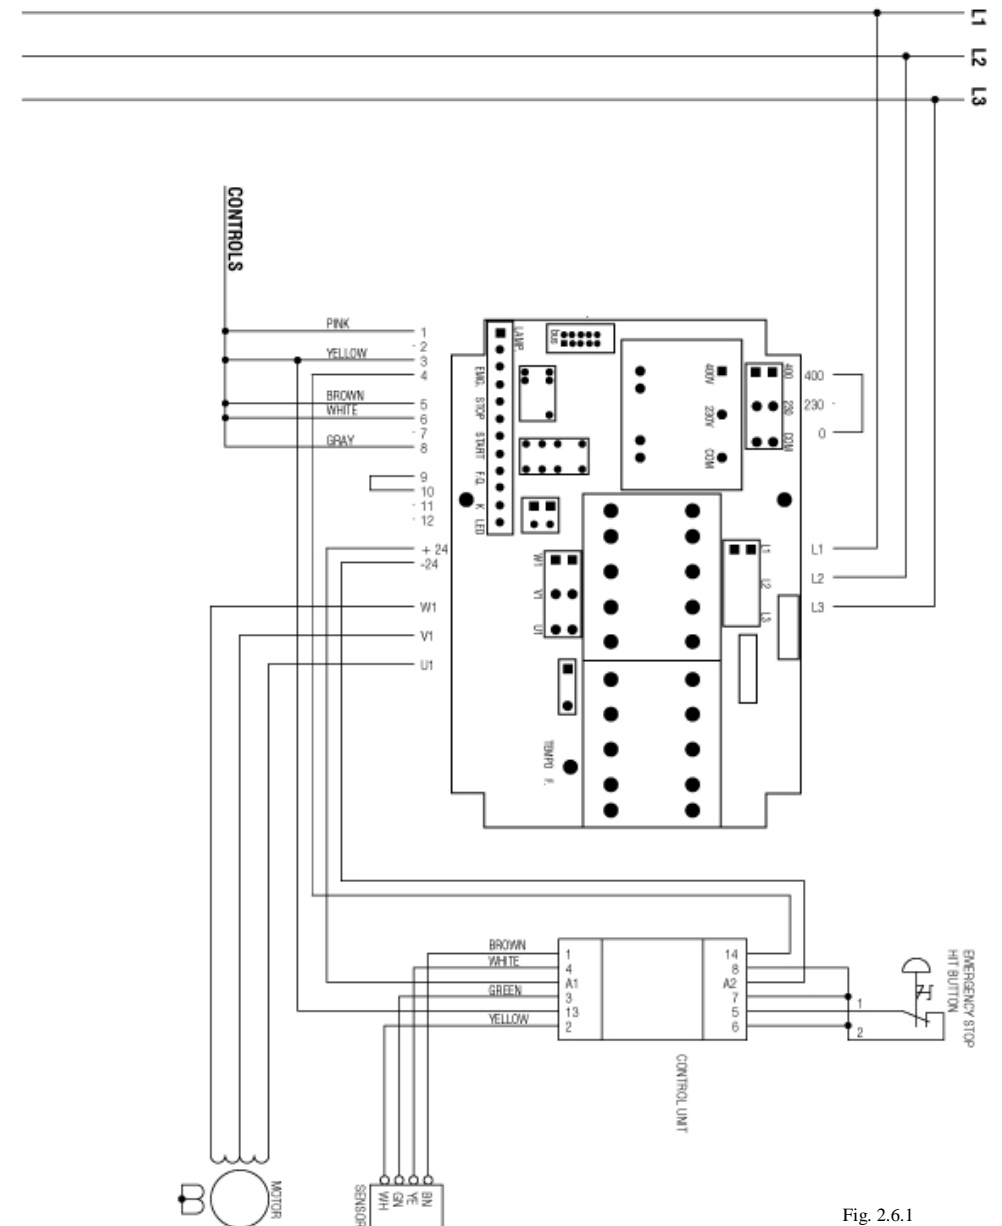 L1
L2
L3
CONTROLS
PINK 1
2
YELLOW 3
4
BROWN 5
WHITE 6
7
GRAY 8
9
10
11
12
+ 24
-24
W1
V1
U1
LAMP.
EMG.
STOP
START
F.Q.
K
LED
bus
400V
230V
COM
400
230
COM
400
230
0
W1
V1
U1
L1
L2
L3
L1
L2
L3
TEMPO F.
BROWN 1
WHITE 4
A1
GREEN 3
13
YELLOW 2
14
8
A2
7
5
6
1
2
EMERGENCY STOP
HIT BUTTON
CONTROL UNIT
MOTOR
SENSOR
WH
GN
YE
BN
Fig. 2.6.1